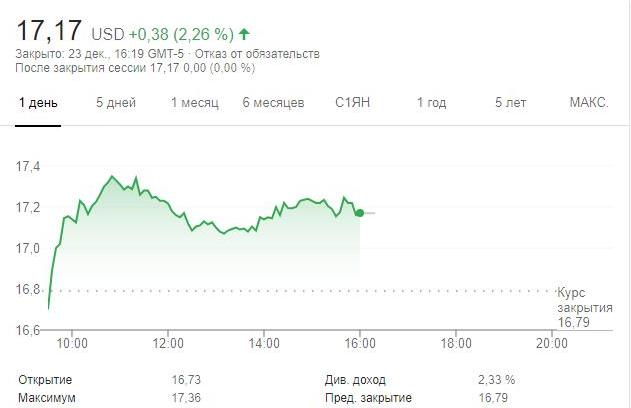 17,17 USD +0,38 (2,26 %)
Закрыто: 23 дек., 16:19 GMT-5 · Отказ от обязательств
После закрытия сессии 17,17 0,00 (0,00 %)
1 день 5 дней 1 месяц 6 месяцев С1ЯН 1 год 5 лет МАКС.
17,4
17,2
17,0
16,8
Курс
закрытия
16,79
16,6
10:00 12:00 14:00 16:00 18:00 20:00
Открытие 16,73 Див. доход 2,33 %
Максимум 17,36 Пред. закрытие 16,79